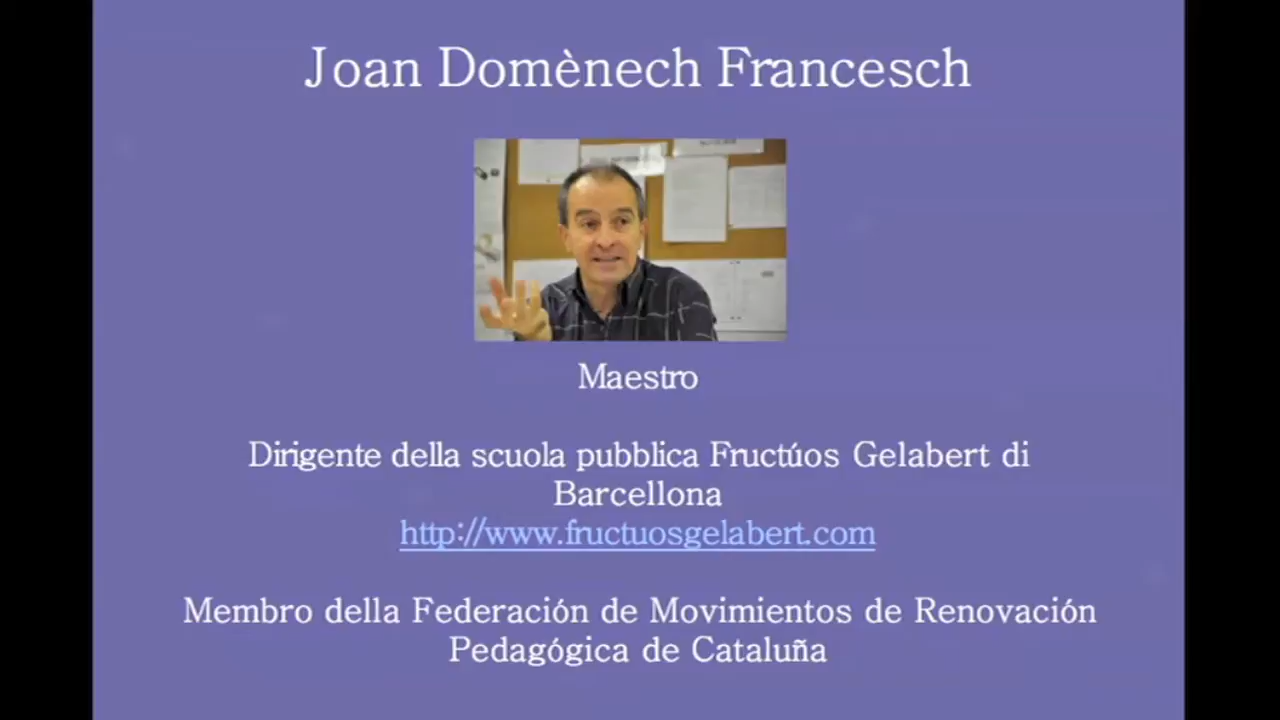 Joan Domènech Francesch
Maestro
Dirigente della scuola pubblica Fructúos Gelabert di
Barcellona
http://www.fructuosgelabert.com
Membro della Federación de Movimientos de Renovación
Pedagógica de Cataluña